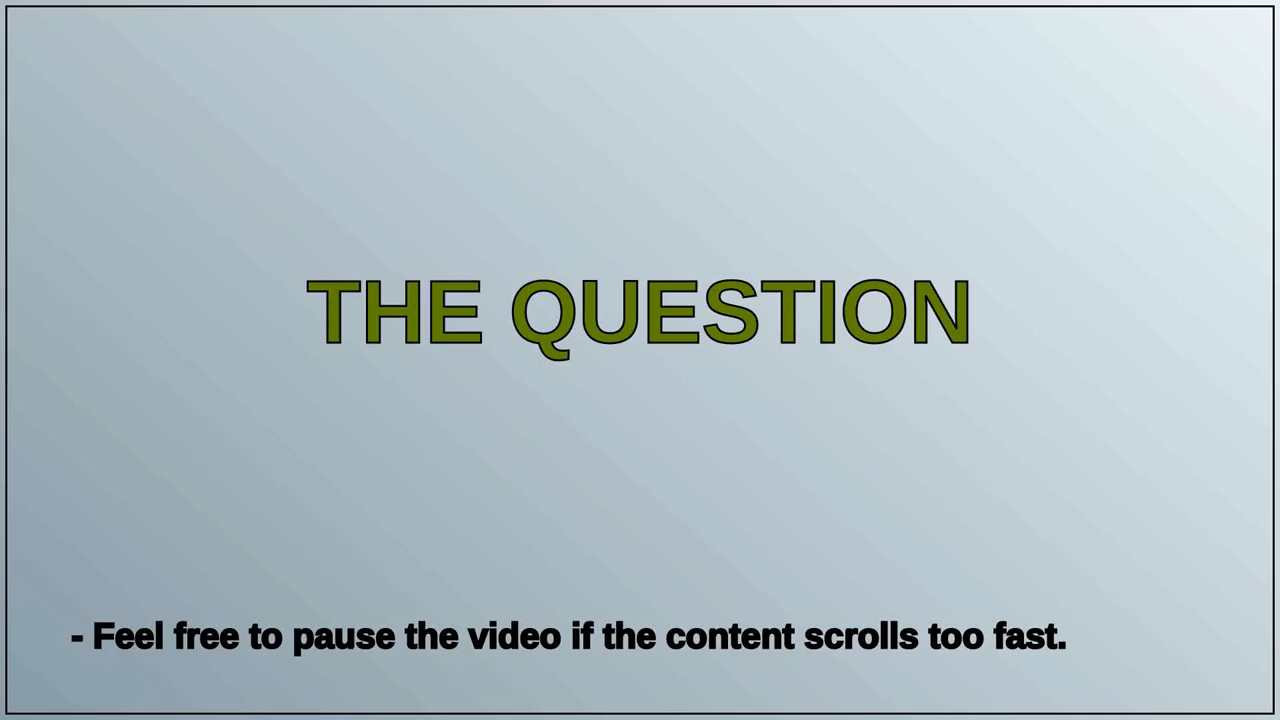 THE QUESTION
- Feel free to pause the video if the content scrolls too fast.